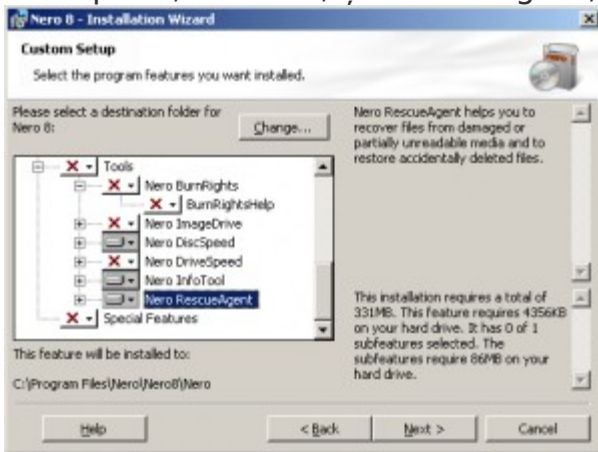 Nero 8 - Installation Wizard
Custom Setup
Select the program features you want installed.
Please select a destination folder for
Nero 8:
Change...
Tools
Nero BurnRights
BurnRightsHelp
Nero ImageDrive
Nero DiscSpeed
Nero DriveSpeed
Nero InfoTool
Nero RescueAgent
Special Features
Nero RescueAgent helps you to
recover files from damaged or
partially unreadable media and to
restore accidentally deleted files.
This installation requires a total of
331MB. This feature requires 4356KB
on your hard drive. It has 0 of 1
subfeatures selected. The
subfeatures require 86MB on your
hard drive.
This feature will be installed to:
C:\Program Files\Nero\Nero8\Nero
Help
< Back
Next >
Cancel